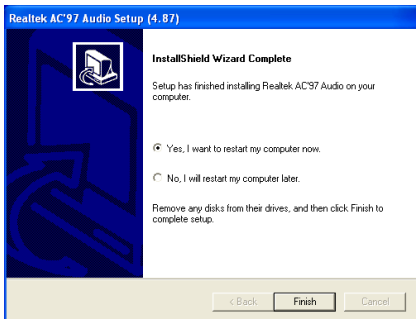 Realtek AC'97 Audio Setup (4.87)
InstallShield Wizard Complete
Setup has finished installing Realtek AC'97 Audio on your
computer.
Yes, I want to restart my computer now.
No, I will restart my computer later.
Remove any disks from their drives, and then click Finish to
complete setup.
< Back Finish Cancel